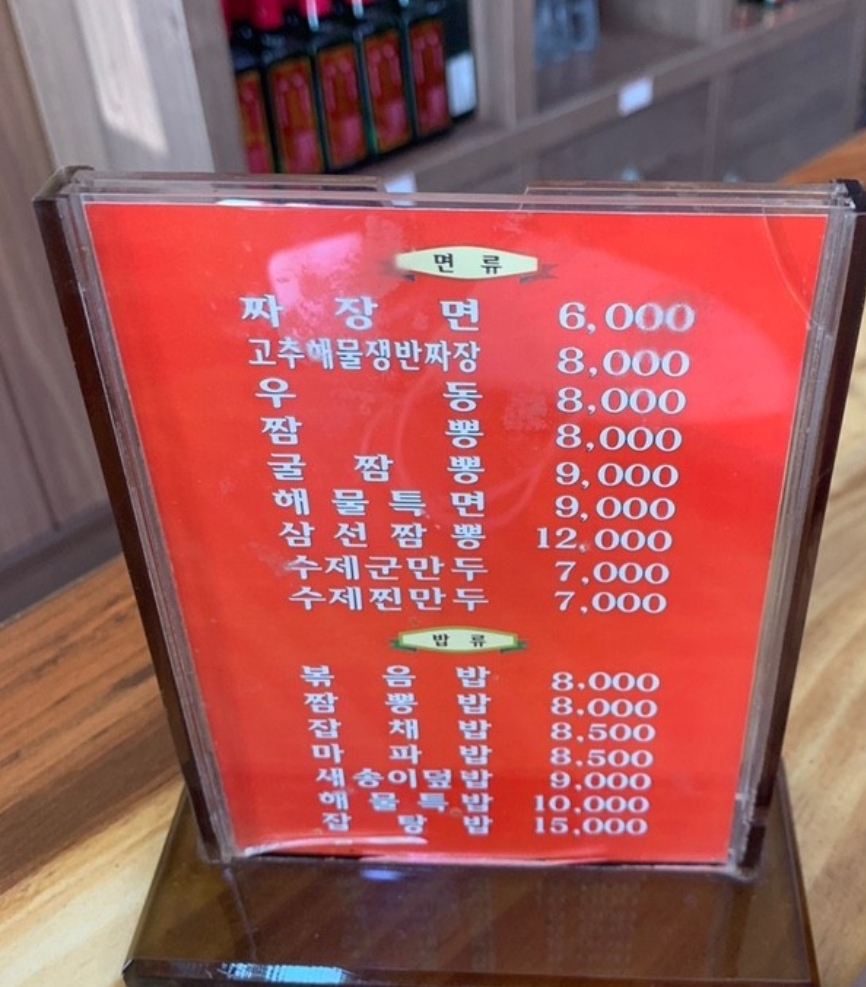 면 류
짜 장 면 6,000
고추해물쟁반짜장 8,000
우 동 8,000
짬 뽕 8,000
굴 짬 뽕 9,000
해 물 특 면 9,000
삼 선 짬 뽕 12,000
수제군만두 7,000
수제찐만두 7,000
밥 류
볶 음 밥 8,000
짬 뽕 밥 8,000
잡 채 밥 8,500
마 파 밥 8,500
새송이덮밥 9,000
해 물 특 밥 10,000
잡 탕 밥 15,000